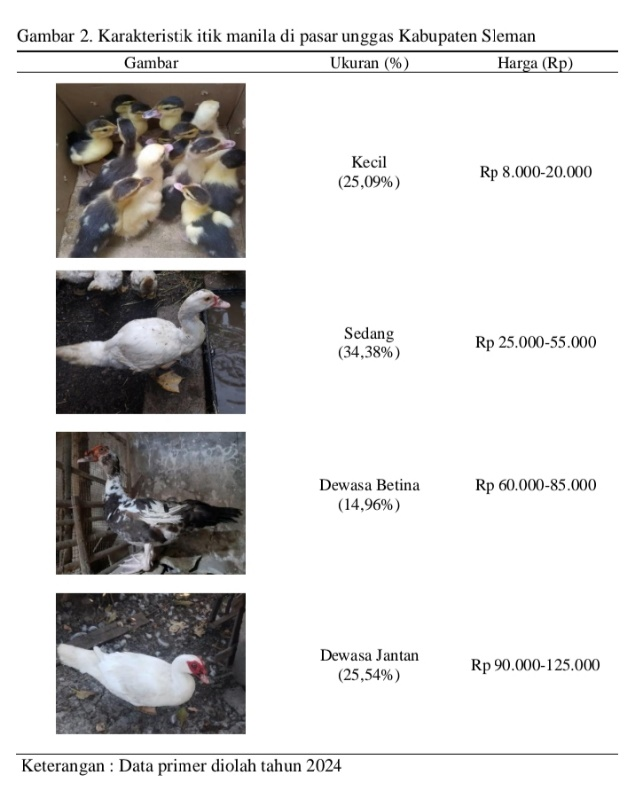 Gambar 2. Karakteristik itik manila di pasar unggas Kabupaten Sleman
Gambar Ukuran (%) Harga (Rp)
Kecil
(25,09%)
Rp 8.000-20.000
Sedang
(34,38%)
Rp 25.000-55.000
Dewasa Betina
(14,96%)
Rp 60.000-85.000
Dewasa Jantan
(25,54%)
Rp 90.000-125.000
Keterangan : Data primer diolah tahun 2024